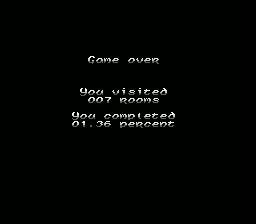 Game over
You visited
007 rooms
You completed
01.36 percent